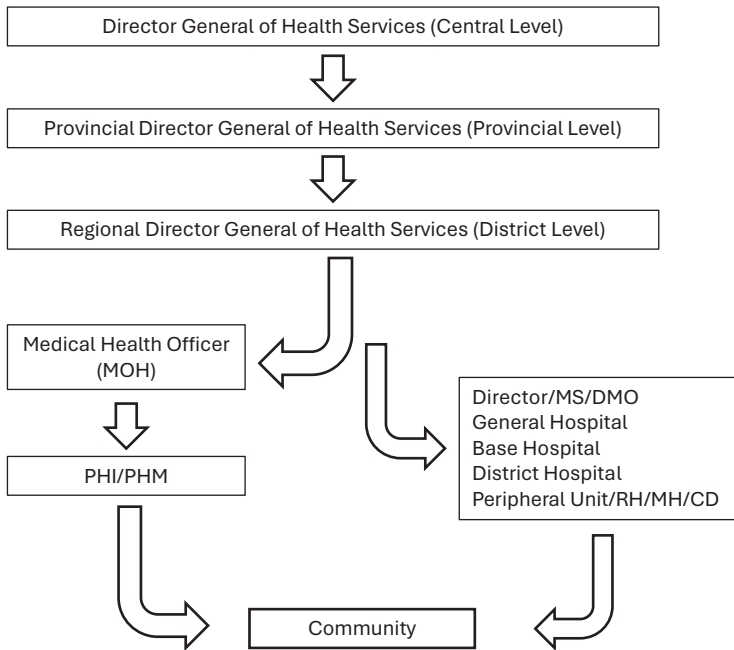 Director General of Health Services (Central Level)
Provincial Director General of Health Services (Provincial Level)
Regional Director General of Health Services (District Level)
Medical Health Officer
(MOH)
Director/MS/DMO
General Hospital
Base Hospital
District Hospital
Peripheral Unit/RH/MH/CD
PHI/PHM
Community